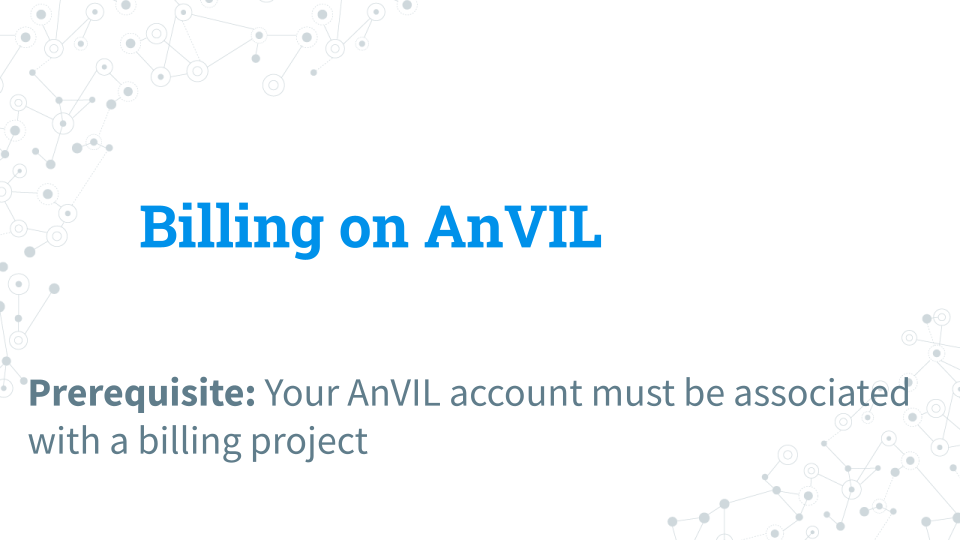 Billing on AnVIL
Prerequisite: Your AnVIL account must be associated
with a billing project